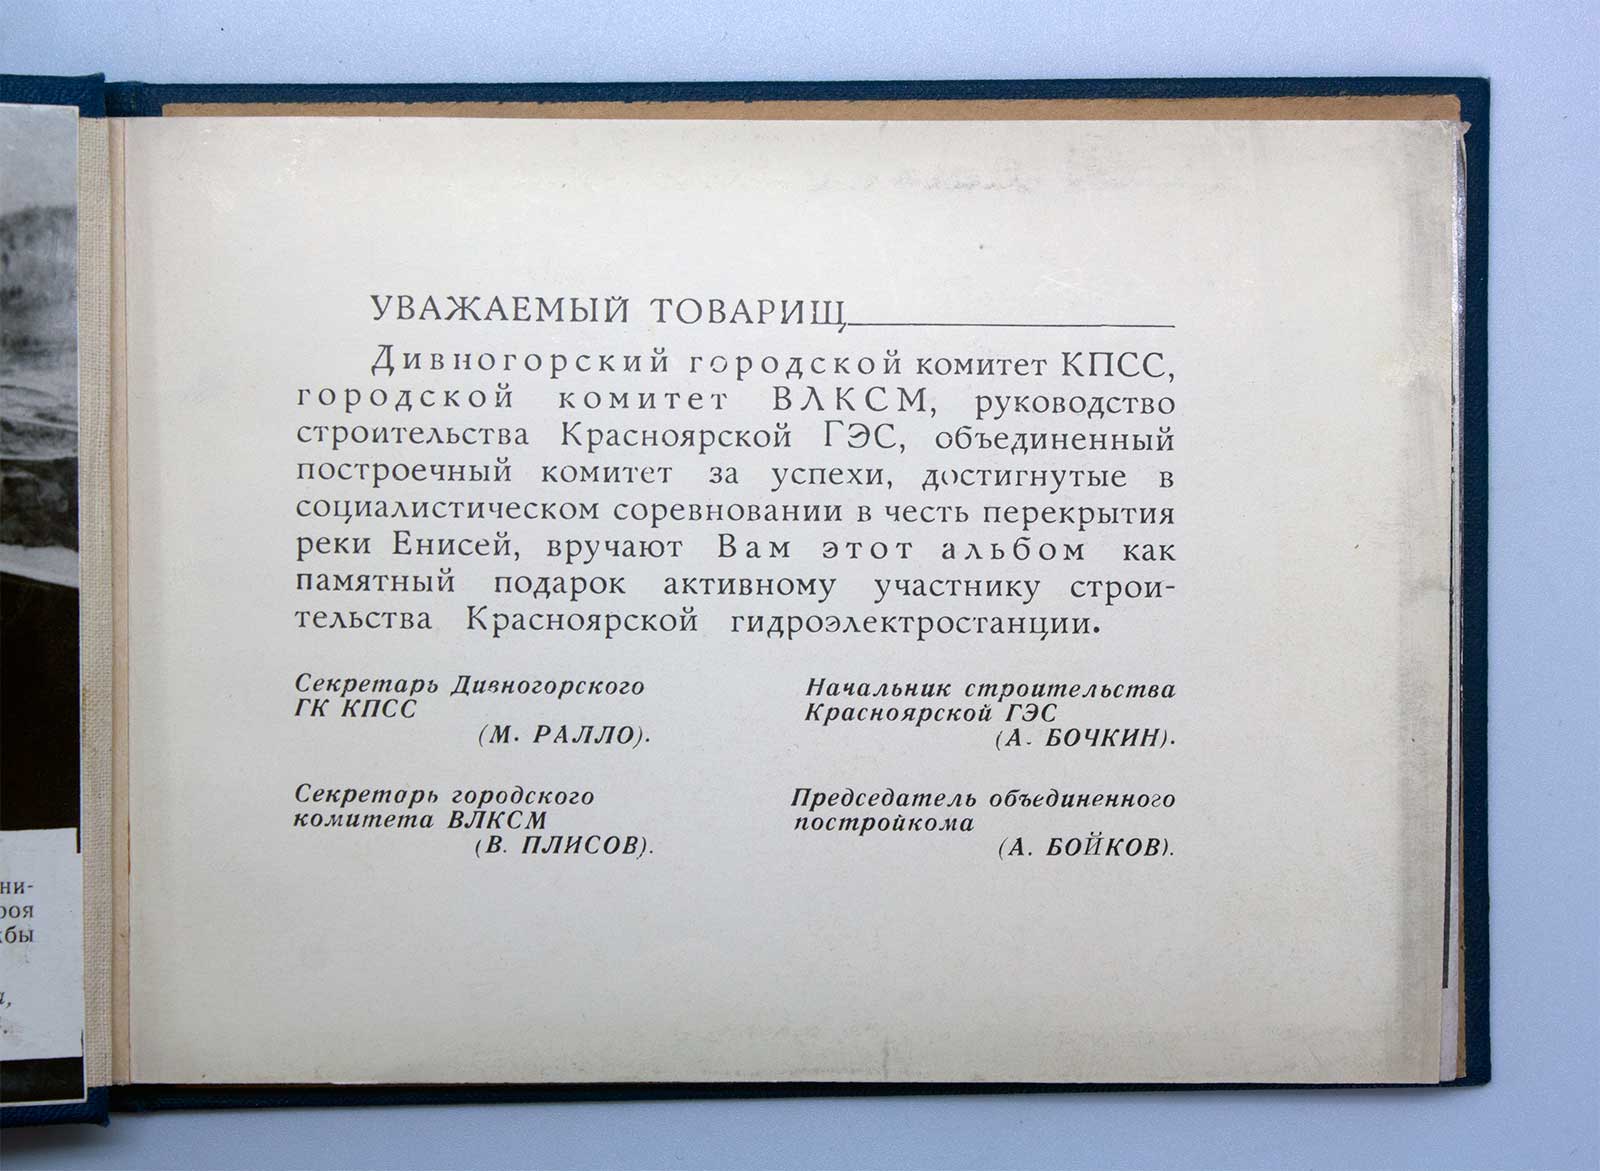 УВАЖАЕМЫЙ ТОВАРИЩ
Дивногорский городской комитет КПСС,
городской комитет ВЛКСМ, руководство
строительства Красноярской ГЭС, объединенный
построечный комитет за успехи, достигнутые в
социалистическом соревновании в честь перекрытия
реки Енисей, вручают Вам этот альбом как
памятный подарок активному участнику строи-
тельства Красноярской гидроэлектростанции.
Секретарь Дивногорского
ГК КПСС
(М. РАЛЛО).
Начальник строительства
Красноярской ГЭС
(А. БОЧКИН).
Секретарь городского
комитета ВЛКСМ
(В. ПЛИСОВ).
Председатель объединенного
постройкома
(А. БОЙКОВ).